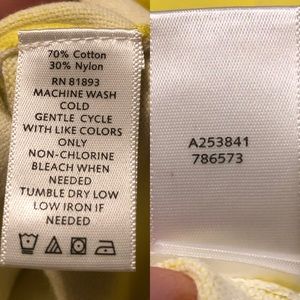 70% Cotton
30% Nylon
RN 81893
MACHINE WASH
COLD
GENTLE CYCLE
WITH LIKE COLORS
ONLY
NON-CHLORINE
BLEACH WHEN
NEEDED
TUMBLE DRY LOW
LOW IRON IF
NEEDED
A253841
786573